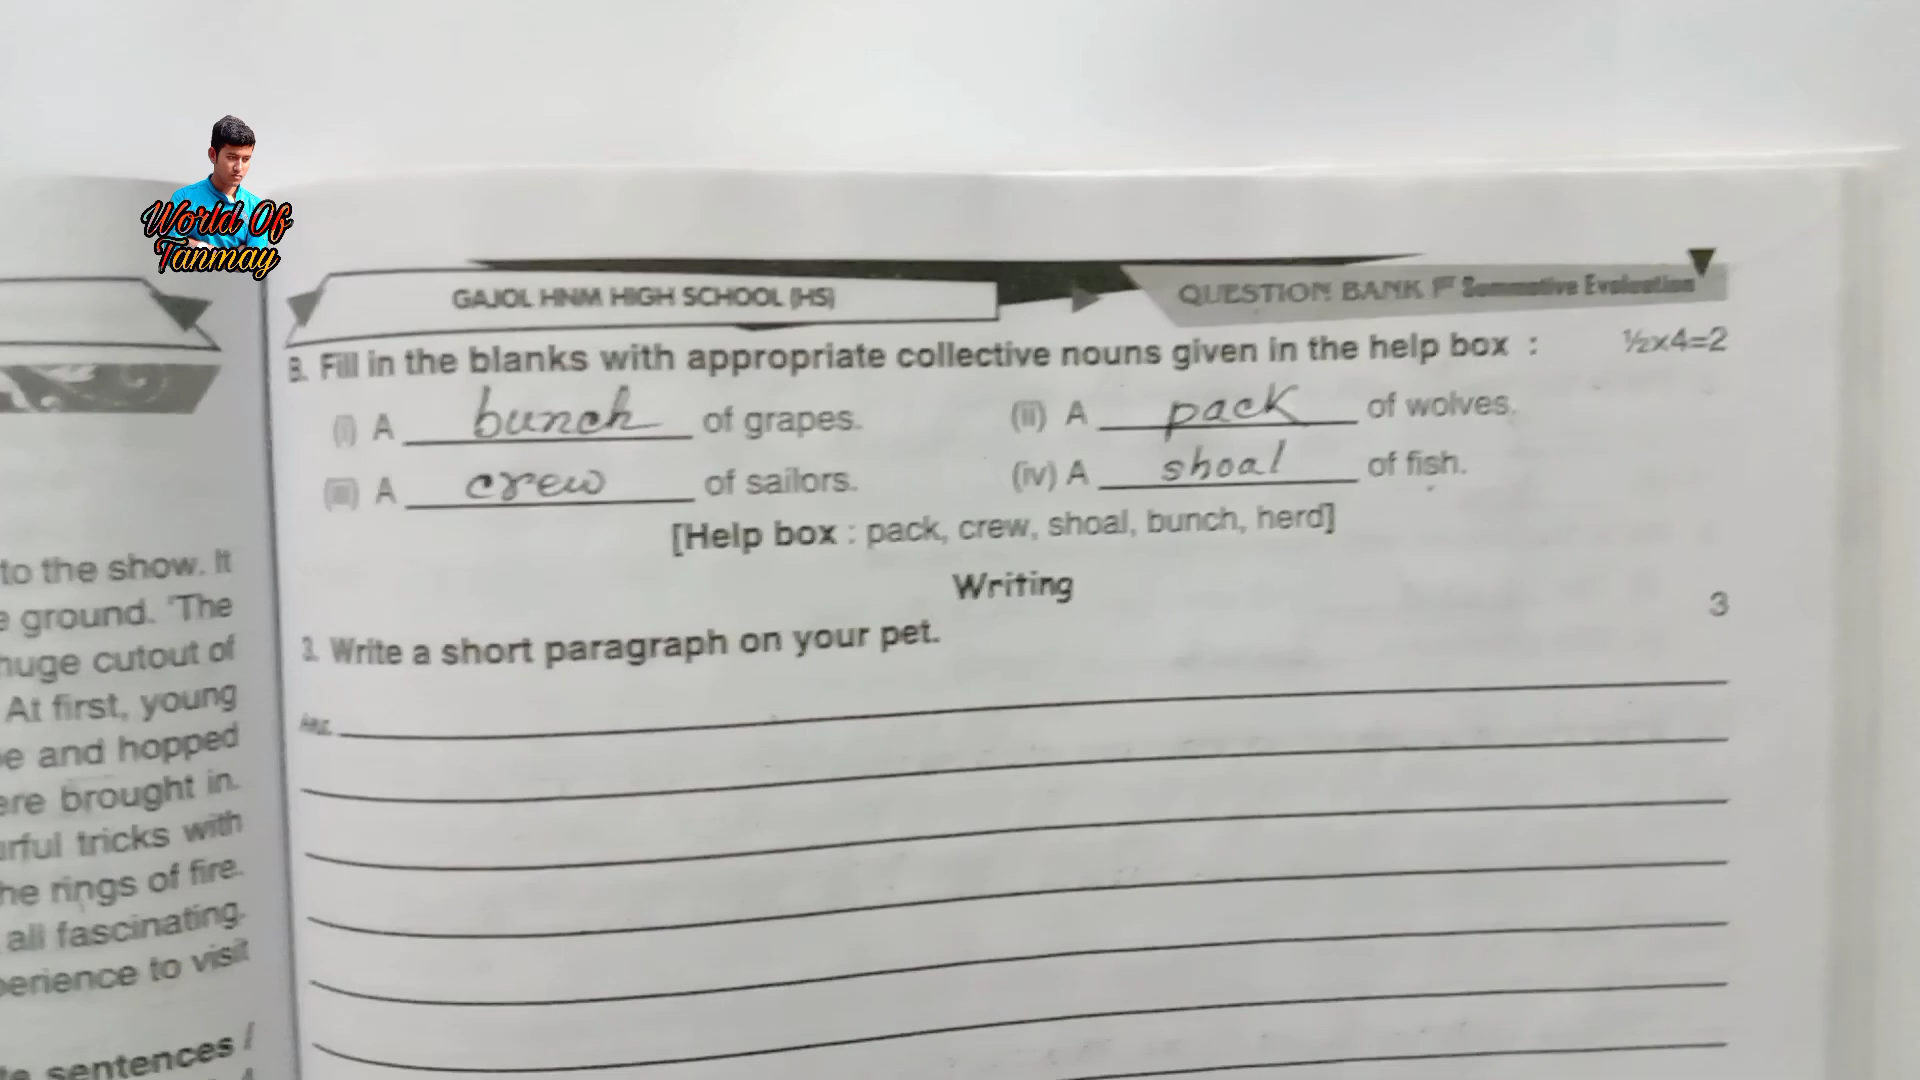 World Of
Tanmay
GAJOL HNM HIGH SCHOOL (HS)
QUESTION BANK 1ST Summative Evaluation
B. Fill in the blanks with appropriate collective nouns given in the help box : ½x4=2
(i) A bunch of grapes. (ii) A pack of wolves.
(iii) A crew of sailors. (iv) A shoal of fish.
[Help box : pack, crew, shoal, bunch, herd]
Writing
3. Write a short paragraph on your pet. 3
Ans.
to the show. It
ground. 'The
huge cutout of
At first, young
and hopped
brought in.
tricks with
rings of fire.
all fascinating.
to visit
sentences /